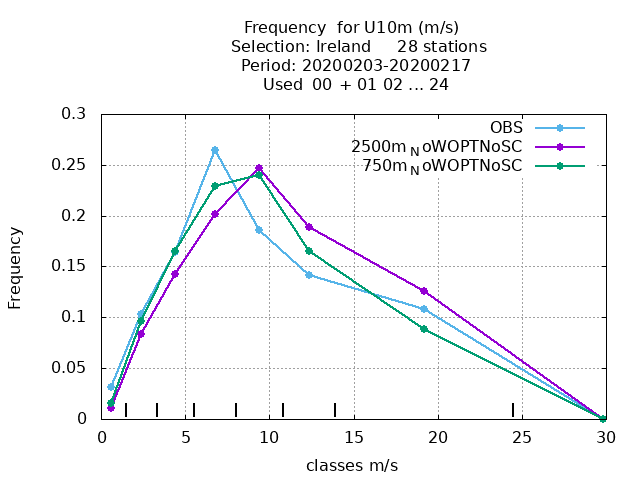 Frequency  for U10m (m/s)
Selection: Ireland     28 stations
Period: 20200203-20200217
Used  00 + 01 02 ... 24
0.3
OBS
2500m_NoWOPTNoSC
750m_NoWOPTNoSC
0.25
0.2
0.15
0.1
0.05
0
Frequency
0 5 10 15 20 25 30
classes m/s